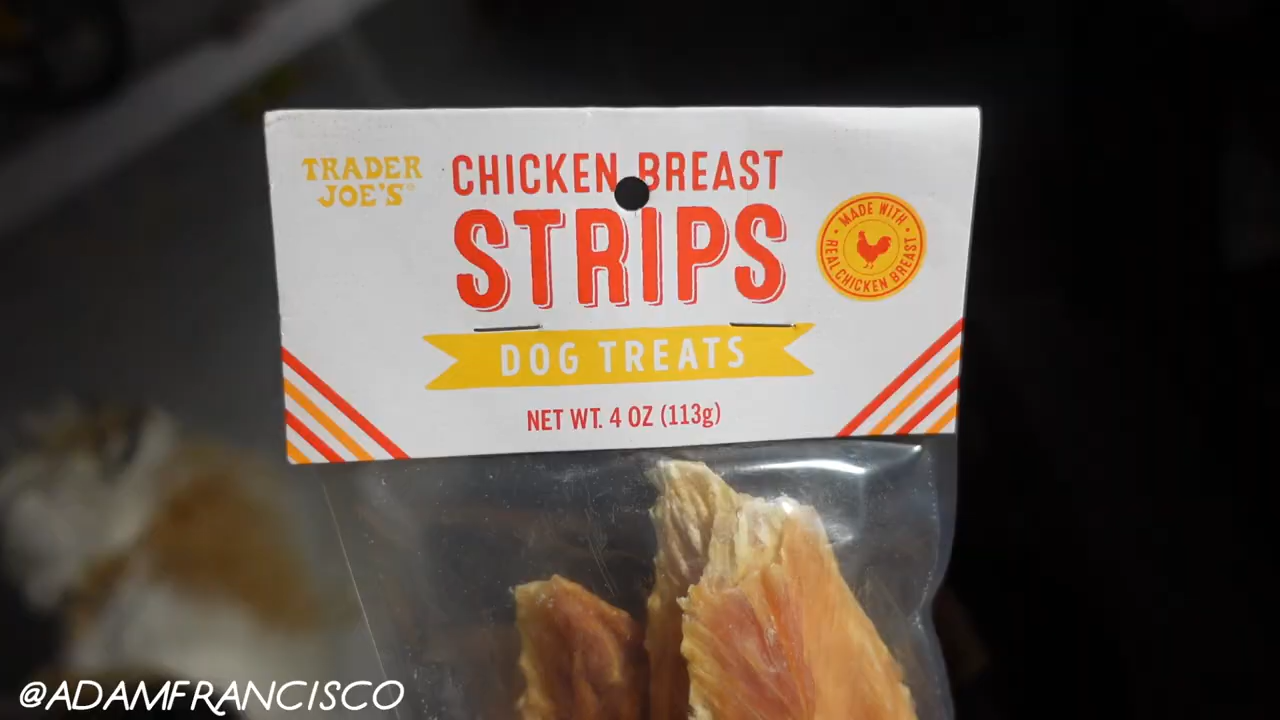 TRADER
JOE'S®
CHICKEN BREAST
STRIPS
MADE WITH
REAL CHICKEN BREAST
DOG TREATS
NET WT. 4 OZ (113g)
@ADAMFRANCISCO